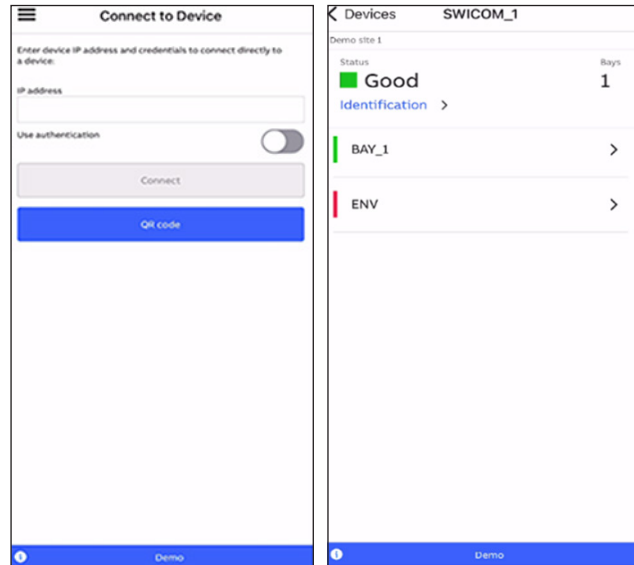 Connect to Device
Enter device IP address and credentials to connect directly to
a device.
IP address
Use authentication
Connect
QR code
Demo
Devices SWICOM_1
Demo site 1
Status Bays
Good 1
Identification
BAY_1
ENV
Demo